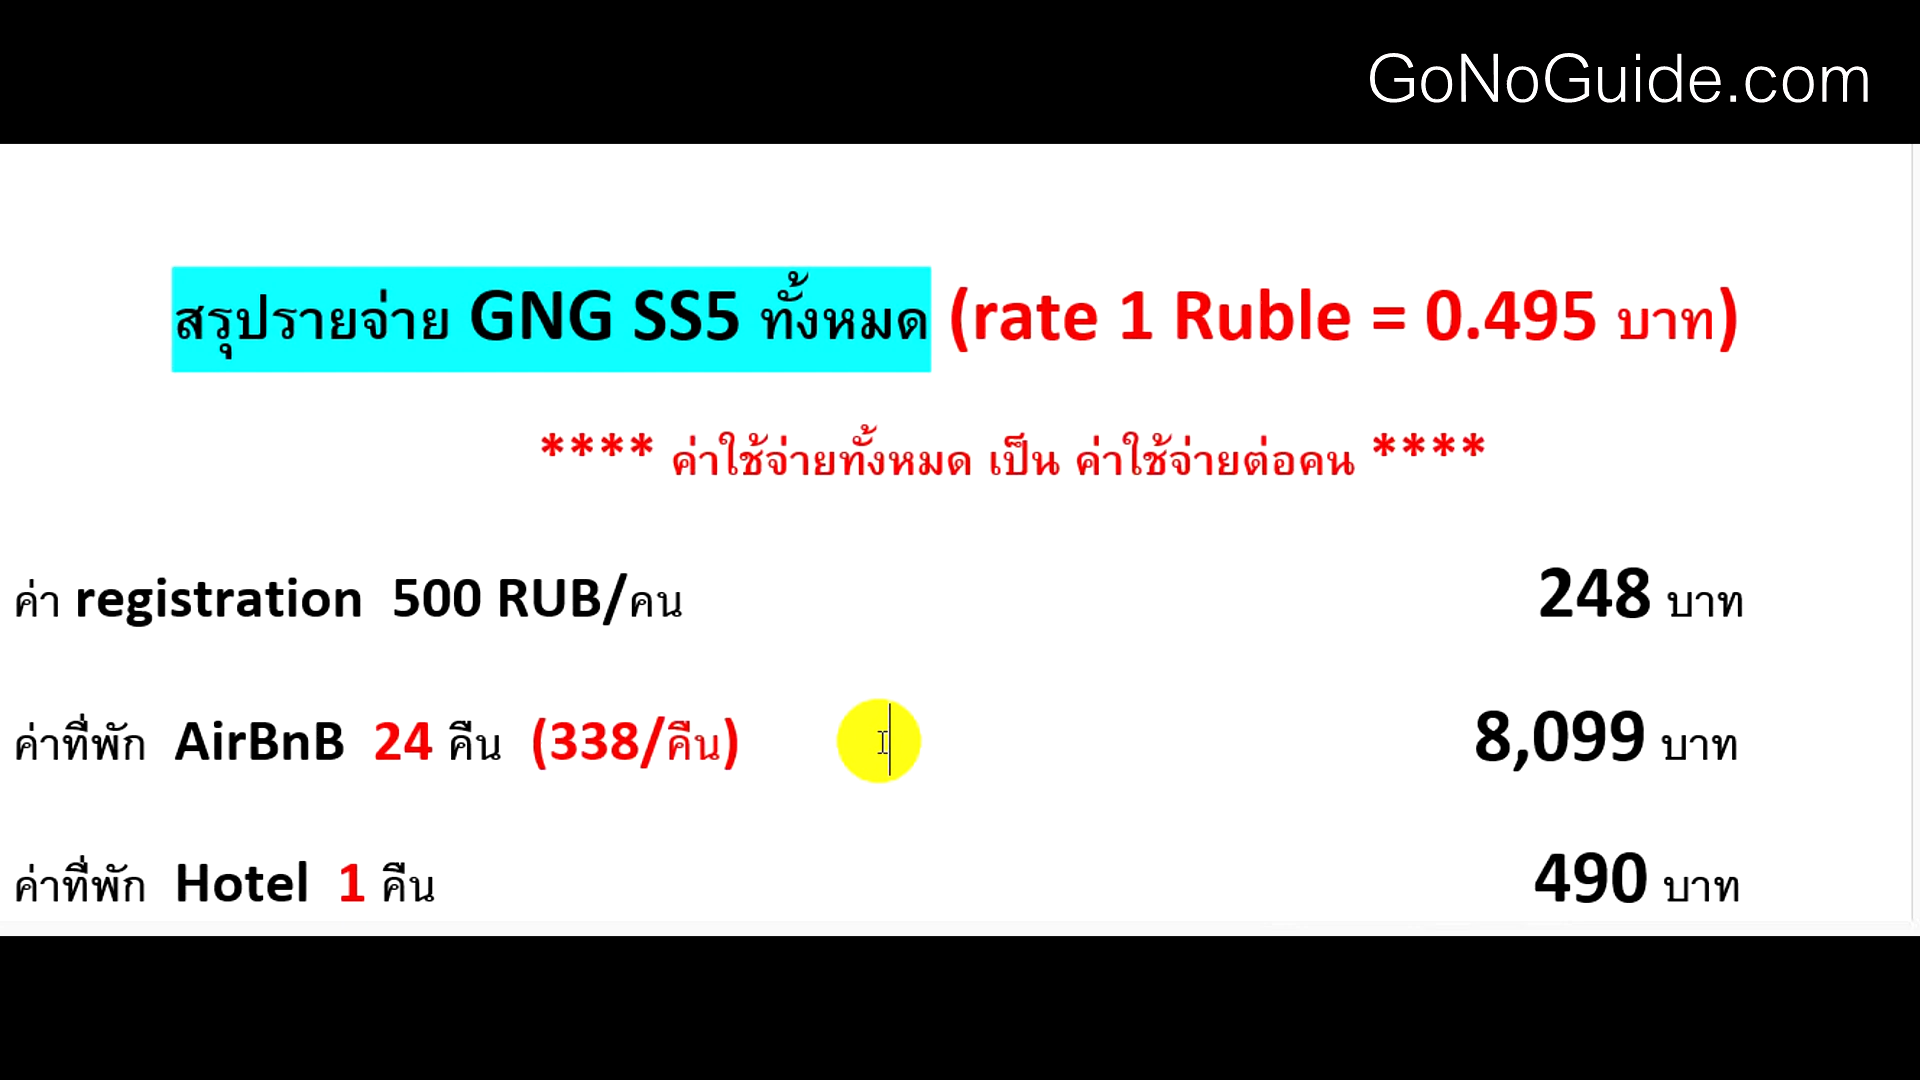 GoNoGuide.com
สรุปรายจ่าย GNG SS5 ทั้งหมด (rate 1 Ruble = 0.495 บาท)
**** ค่าใช้จ่ายทั้งหมด เป็น ค่าใช้จ่ายต่อคน ****
ค่า registration 500 RUB/คน 248 บาท
ค่าที่พัก AirBnB 24 คืน (338/คืน) 8,099 บาท
ค่าที่พัก Hotel 1 คืน 490 บาท